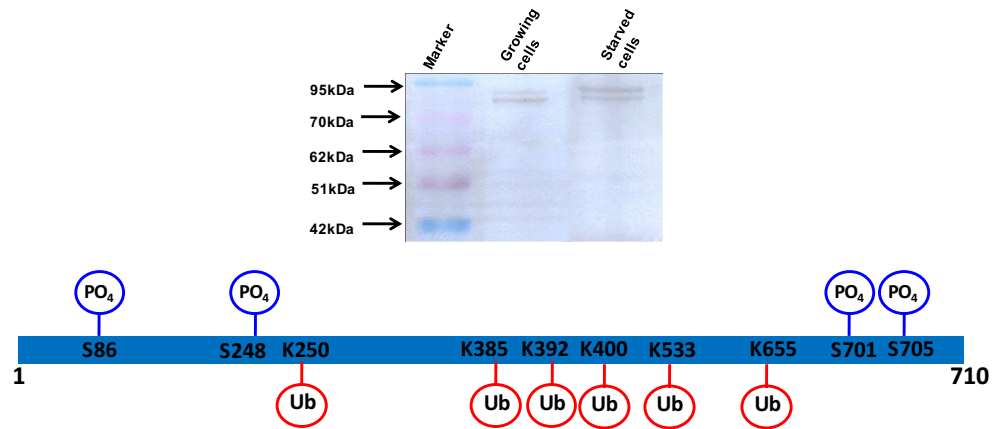 Marker
Growing
cells
Starved
cells
95kDa
70kDa
62kDa
51kDa
42kDa
PO4
PO4
PO4
PO4
S86
S248
K250
K385
K392
K400
K533
K655
S701
S705
1
710
Ub
Ub
Ub
Ub
Ub
Ub